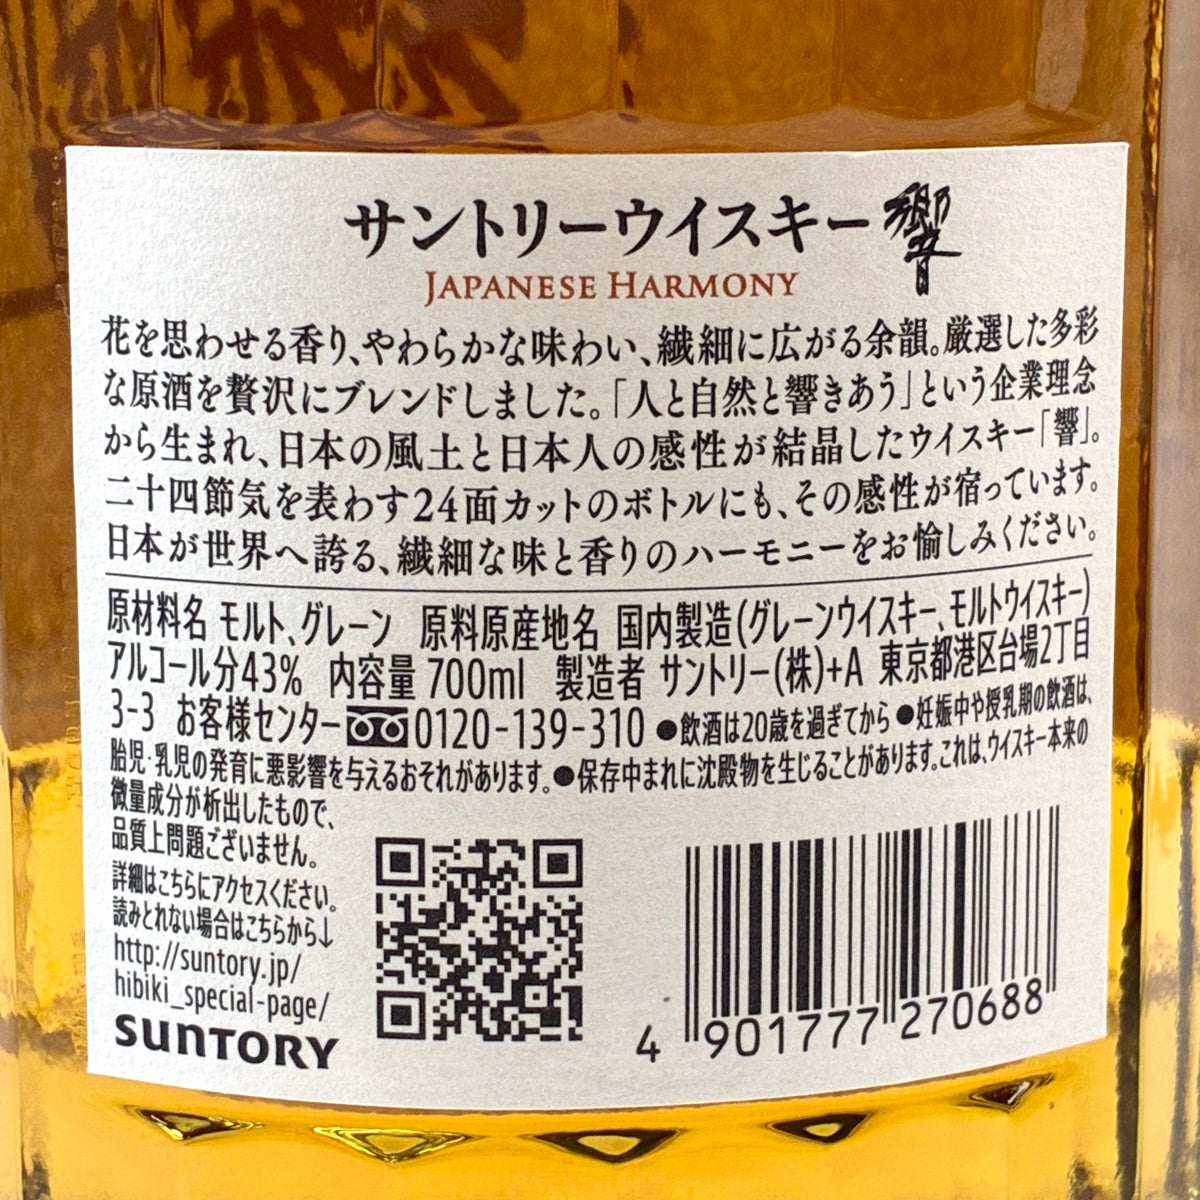 サントリーウイスキー 響
JAPANESE HARMONY
花を思わせる香り、やわらかな味わい、繊細に広がる余韻。厳選した多彩
な原酒を贅沢にブレンドしました。「人と自然と響きあう」という企業理念
から生まれ、日本の風土と日本人の感性が結晶したウイスキー「響」。
二十四節気を表わす24面カットのボトルにも、その感性が宿っています。
日本が世界へ誇る、繊細な味と香りのハーモニーをお愉しみください。
原材料名 モルト、グレーン 原料原産地名 国内製造(グレーンウイスキー、モルトウイスキー)
アルコール分43% 内容量 700ml 製造者 サントリー(株)+A 東京都港区台場2丁目
3-3 お客様センター 0120-139-310 ●飲酒は20歳を過ぎてから ●妊娠中や授乳期の飲酒は、
胎児・乳児の発育に悪影響を与えるおそれがあります。●保存中まれに沈殿物を生じることがあります。これは、ウイスキー本来の
微量成分が析出したもので、
品質上問題ございません。
詳細はこちらにアクセスください。
読みとれない場合はこちらから↓
http://suntory.jp/
hibiki_special-page/
SUNTORY
4 901777 270688